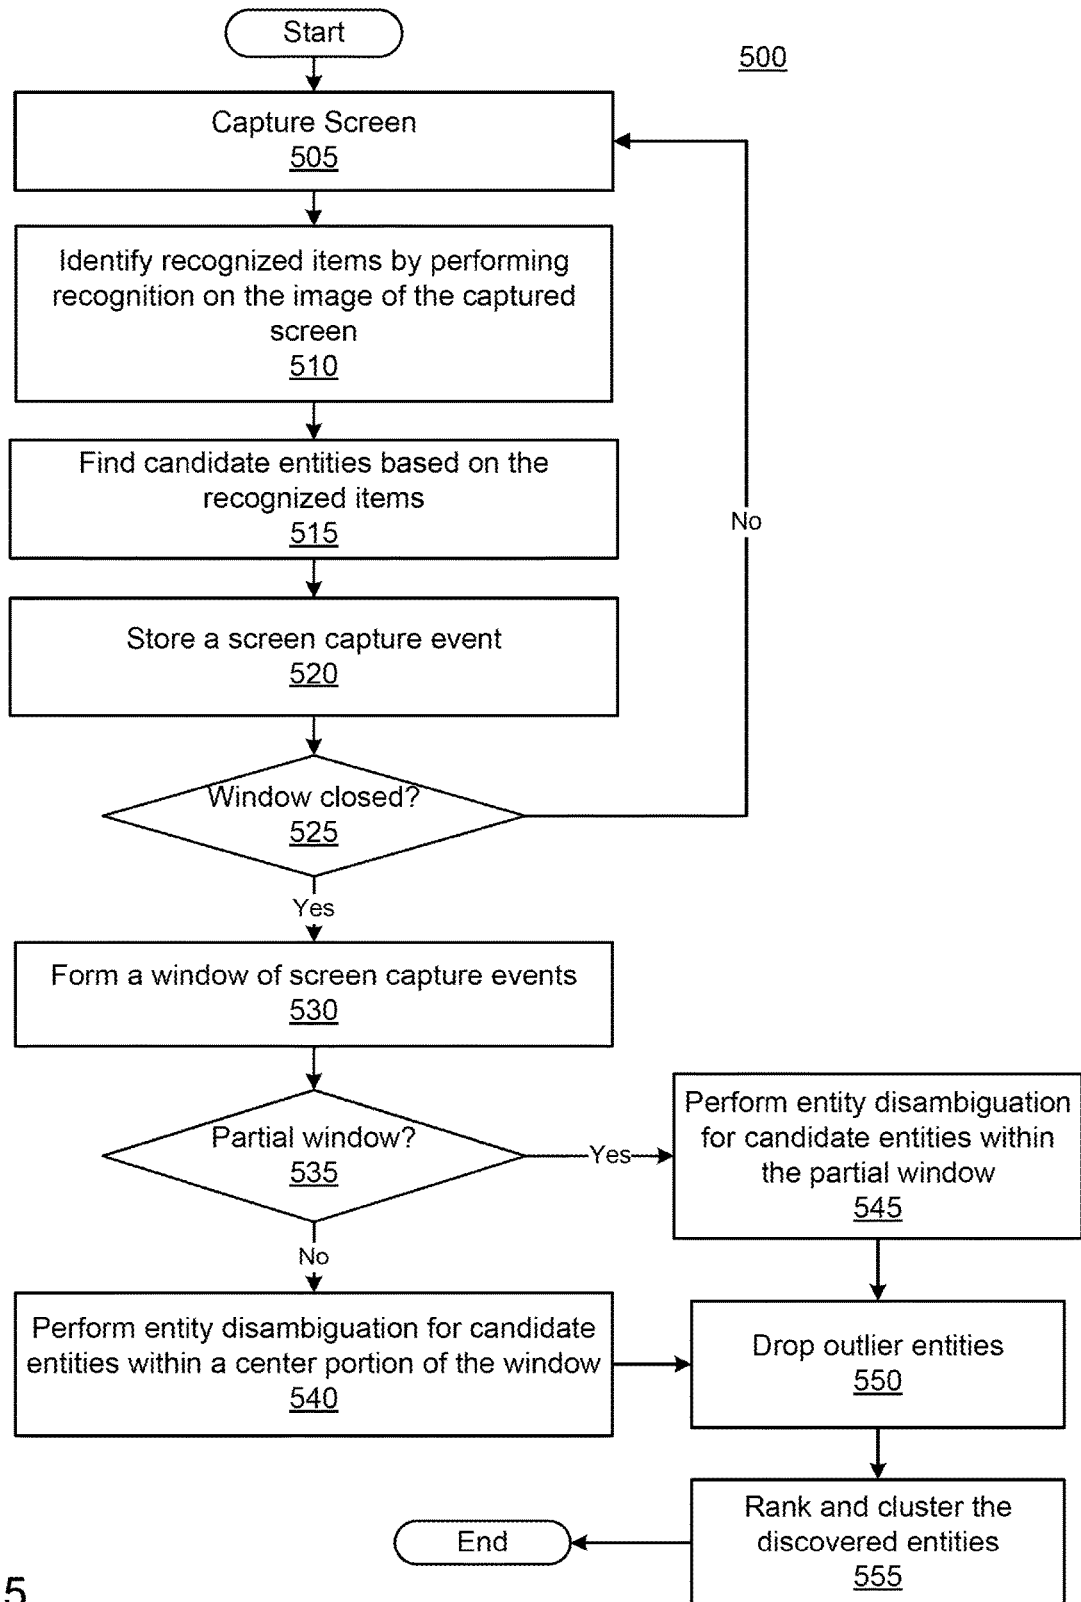 Start
500
Capture Screen
505
Identify recognized items by performing
recognition on the image of the captured
screen
510
Find candidate entities based on the
recognized items
515
No
Store a screen capture event
520
Window closed?
525
Yes
Form a window of screen capture events
530
Partial window?
535
Yes
Perform entity disambiguation
for candidate entities within
the partial window
545
No
Perform entity disambiguation for candidate
entities within a center portion of the window
540
Drop outlier entities
550
Rank and cluster the
discovered entities
555
End
5